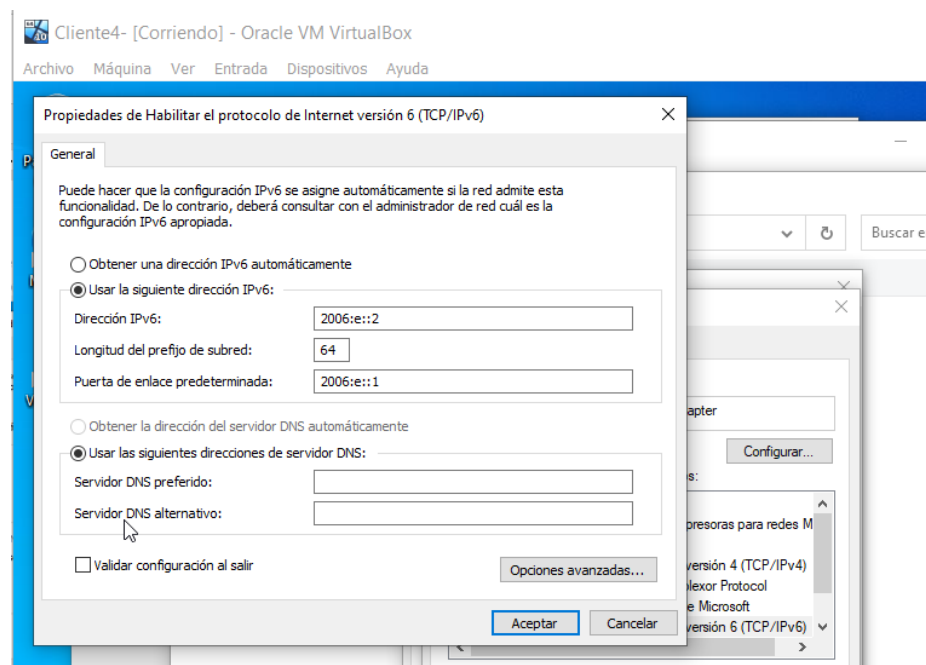 Cliente4- [Corriendo] - Oracle VM VirtualBox
Archivo Máquina Ver Entrada Dispositivos Ayuda
Propiedades de Habilitar el protocolo de Internet versión 6 (TCP/IPv6)
General
Puede hacer que la configuración IPv6 se asigne automáticamente si la red admite esta
funcionalidad. De lo contrario, deberá consultar con el administrador de red cuál es la
configuración IPv6 apropiada.
Buscar e
Obtener una dirección IPv6 automáticamente
Usar la siguiente dirección IPv6:
Dirección IPv6: 2006:e::2
Longitud del prefijo de subred: 64
Puerta de enlace predeterminada: 2006:e::1
apter
Obtener la dirección del servidor DNS automáticamente
Usar las siguientes direcciones de servidor DNS:
Configurar...
Servidor DNS preferido:
s:
Servidor DNS alternativo:
presoras para redes M
Validar configuración al salir
Opciones avanzadas...
versión 4 (TCP/IPv4)
lexor Protocol
e Microsoft
versión 6 (TCP/IPv6)
Aceptar Cancelar